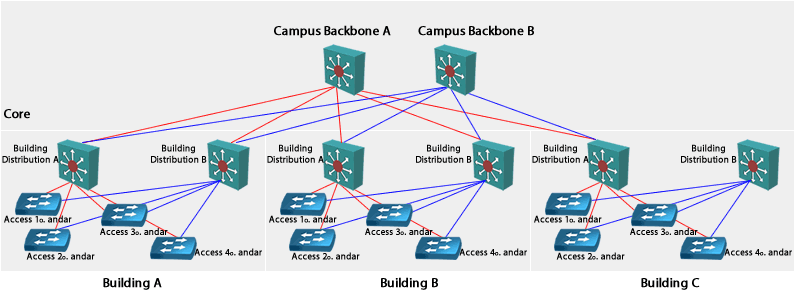 Campus Backbone A
Campus Backbone B
Core
Building
Distribution A
Building
Distribution B
Access 1o. andar
Access 3o. andar
Access 2o. andar
Access 4o. andar
Building A
Building
Distribution A
Building
Distribution B
Access 1o. andar
Access 3o. andar
Access 2o. andar
Access 4o. andar
Building B
Building
Distribution A
Building
Distribution B
Access 1o. andar
Access 3o. andar
Access 2o. andar
Access 4o. andar
Building C